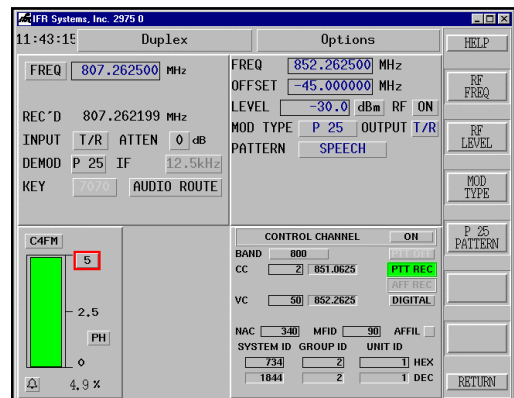 IFR Systems, Inc. 2975 0
11:43:15 Duplex Options HELP
FREQ 807.262500 MHz
REC'D 807.262199 MHz
INPUT T/R ATTEN 0 dB
DEMOD P 25 IF 12.5kHz
KEY 7070 AUDIO ROUTE
FREQ 852.262500 MHz
OFFSET -45.000000 MHz
LEVEL -30.0 dBm RF ON
MOD TYPE P 25 OUTPUT T/R
PATTERN SPEECH
RF FREQ
RF LEVEL
MOD TYPE
P 25 PATTERN
RETURN
C4FM
5
2.5
PH
0
4.9 %
CONTROL CHANNEL ON
BAND 800 PTT OFF
CC 2 851.0625 PTT REC
AFF REC
VC 50 852.2625 DIGITAL
NAC 340 MFID 90 AFFIL
SYSTEM ID GROUP ID UNIT ID
734 2 1 HEX
1844 2 1 DEC